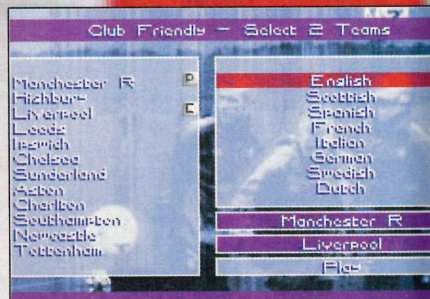 Club Friendly - Select 2 Teams
Manchester R P
Highbury
Liverpool C
Leeds
Ipswich
Chelsea
Sunderland
Aston
Charlton
Southampton
Newcastle
Tottenham
English
Scottish
Spanish
French
Italian
German
Swedish
Dutch
Manchester R
Liverpool
Play